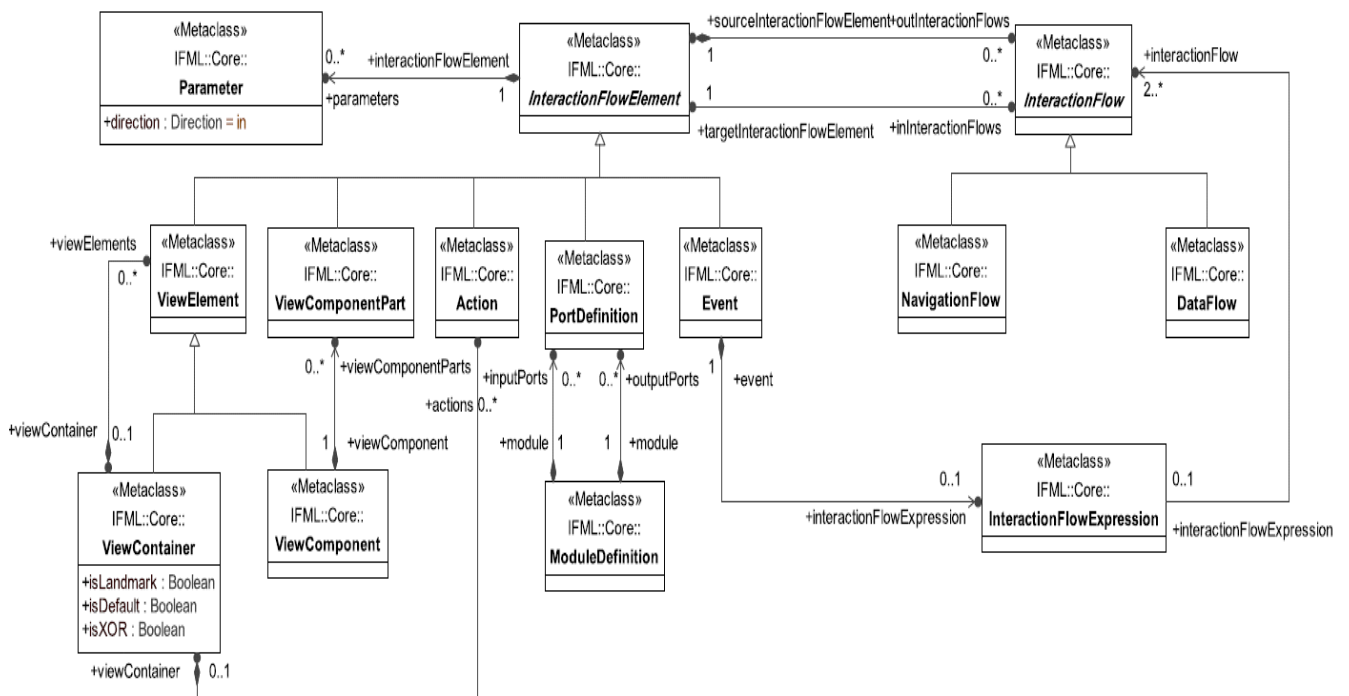 «Metaclass»
IFML::Core::
Parameter
+direction : Direction = in
0..*
+parameters
+interactionFlowElement
1
«Metaclass»
IFML::Core::
InteractionFlowElement
+sourceInteractionFlowElement
+outInteractionFlows
1
0..*
1
0..*
+targetInteractionFlowElement
+inInteractionFlows
«Metaclass»
IFML::Core::
InteractionFlow
+interactionFlow
2..*
+viewElements
0..*
«Metaclass»
IFML::Core::
ViewElement
«Metaclass»
IFML::Core::
ViewComponentPart
«Metaclass»
IFML::Core::
Action
«Metaclass»
IFML::Core::
PortDefinition
«Metaclass»
IFML::Core::
Event
«Metaclass»
IFML::Core::
NavigationFlow
«Metaclass»
IFML::Core::
DataFlow
0..*
+viewComponentParts
+inputPorts
0..*
0..*
+outputPorts
1
+event
+actions
0..*
+viewContainer
0..1
1
+viewComponent
+module
1
1
+module
«Metaclass»
IFML::Core::
ViewContainer
+isLandmark : Boolean
+isDefault : Boolean
+isXOR : Boolean
+viewContainer
0..1
«Metaclass»
IFML::Core::
ViewComponent
«Metaclass»
IFML::Core::
ModuleDefinition
0..1
+interactionFlowExpression
«Metaclass»
IFML::Core::
InteractionFlowExpression
0..1
+interactionFlowExpression